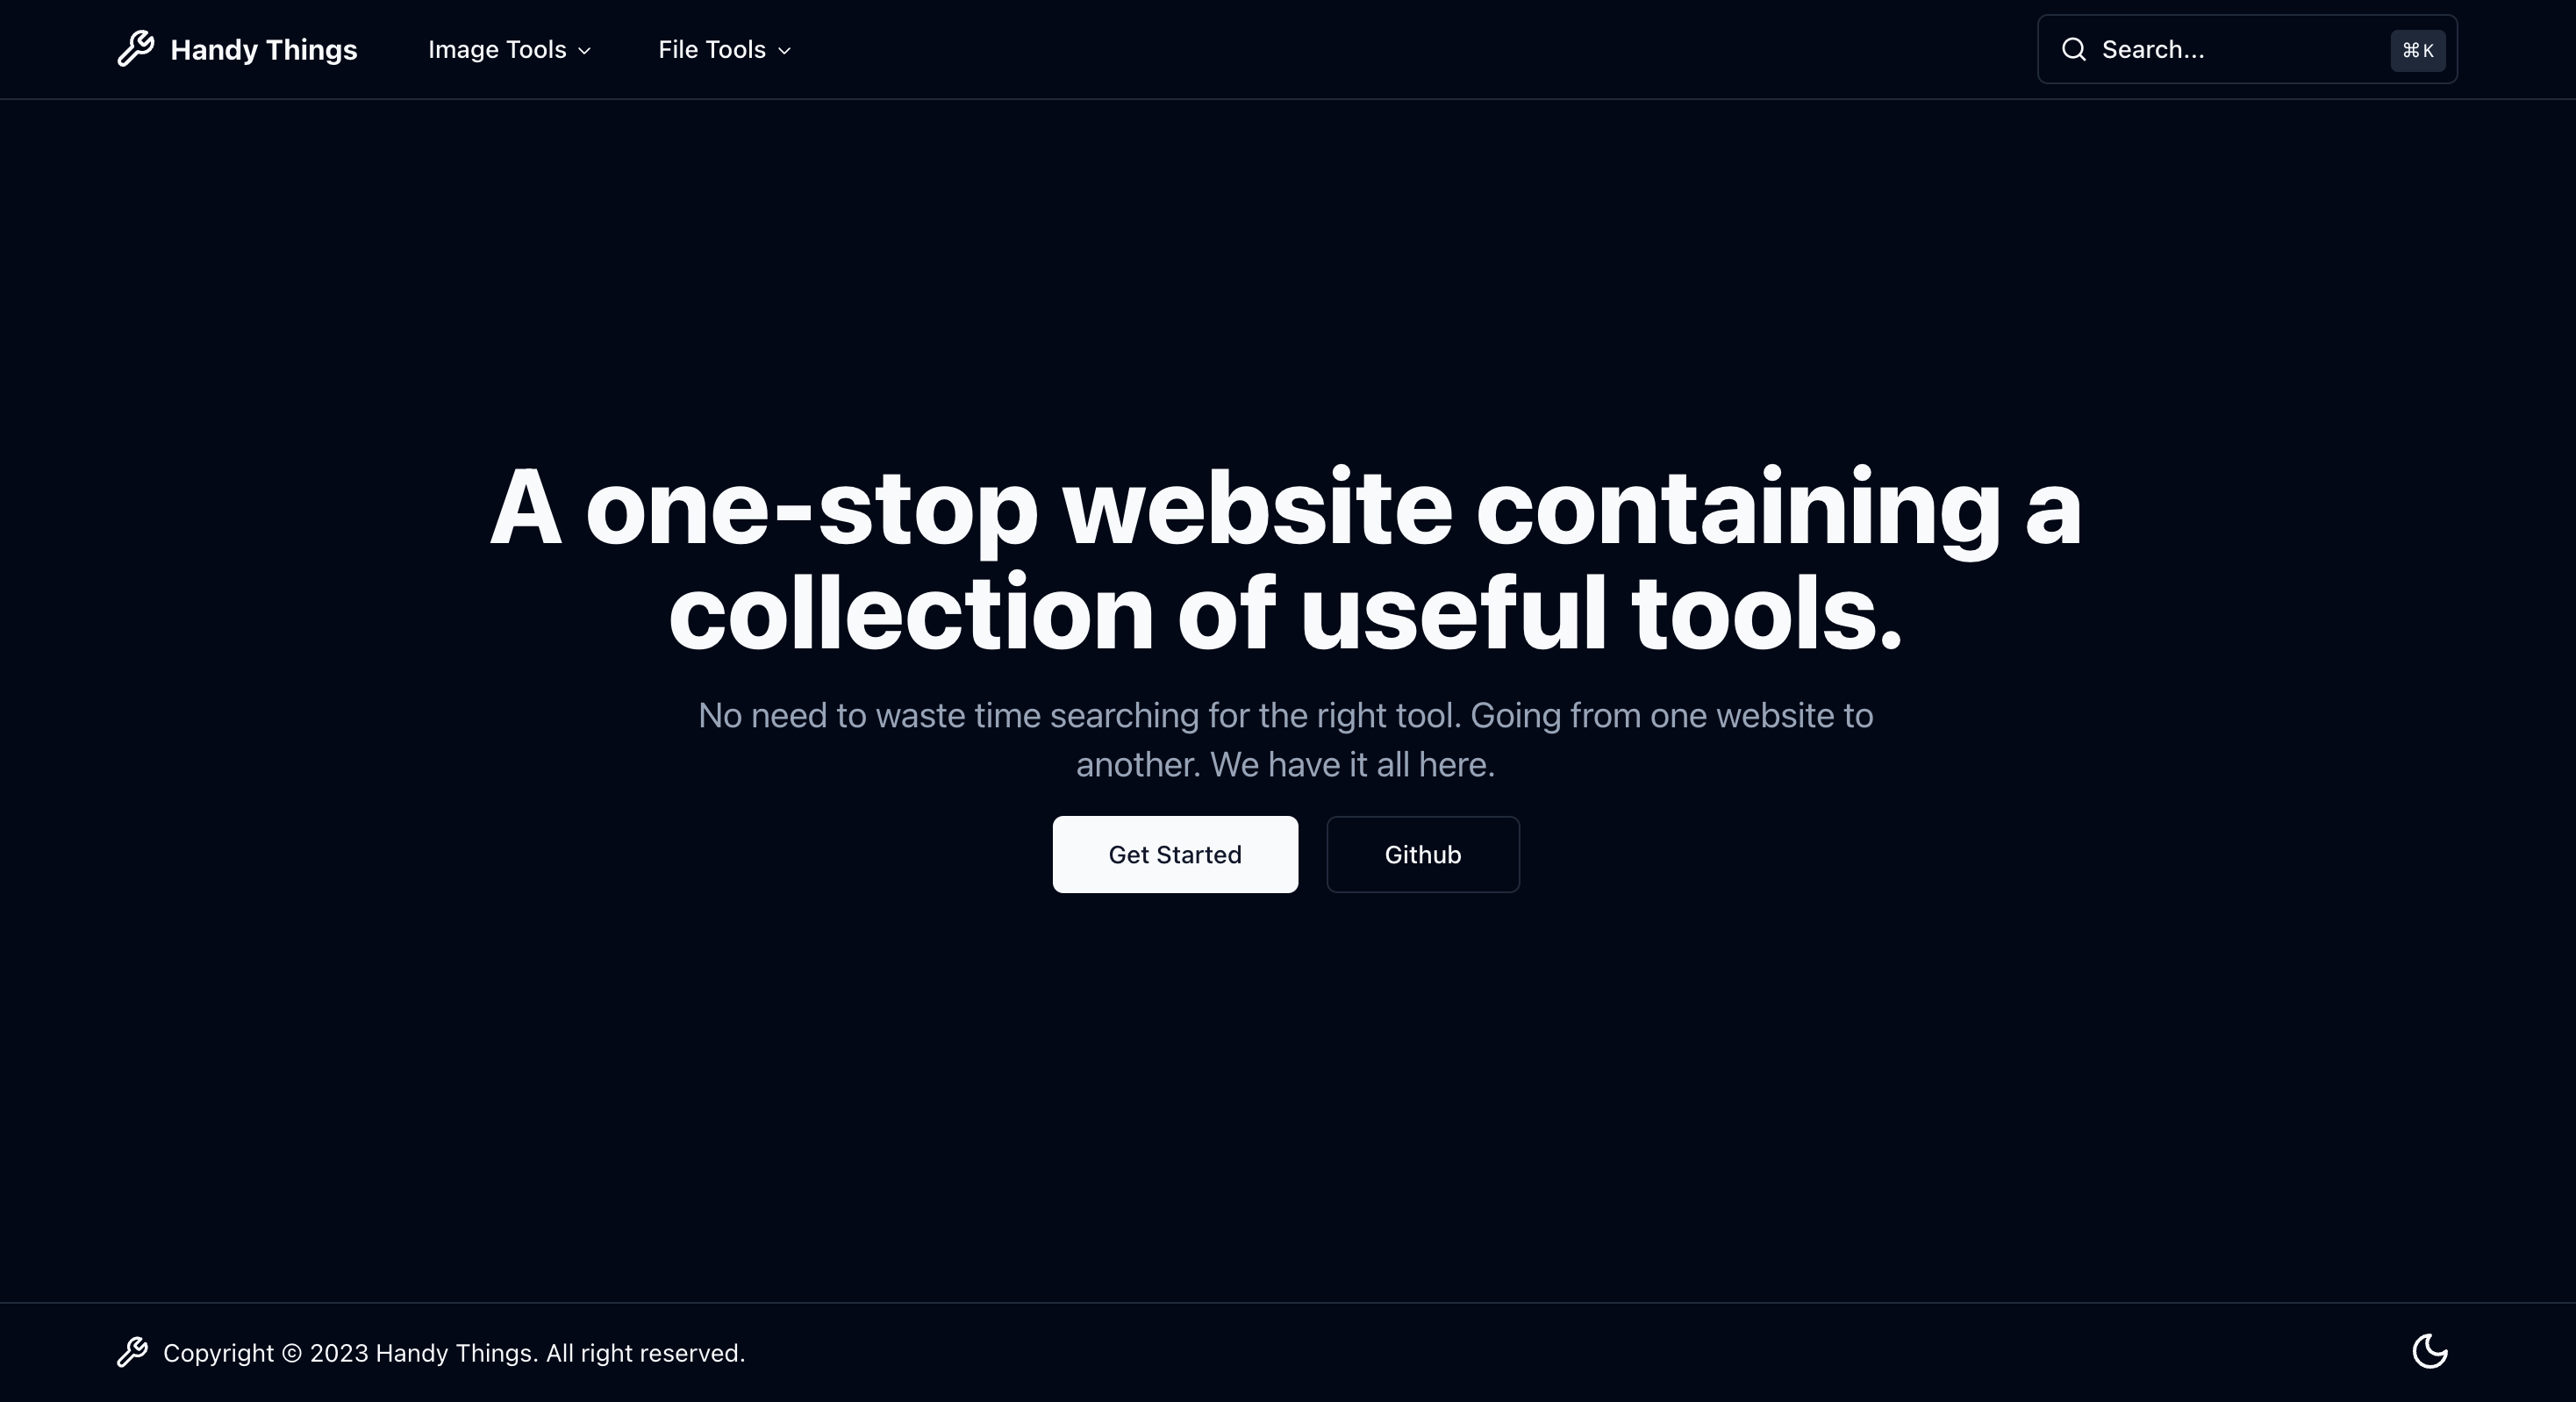 Handy Things
Image Tools
File Tools
Search...
⌘K
A one-stop website containing a
collection of useful tools.
No need to waste time searching for the right tool. Going from one website to
another. We have it all here.
Get Started
Github
Copyright © 2023 Handy Things. All right reserved.